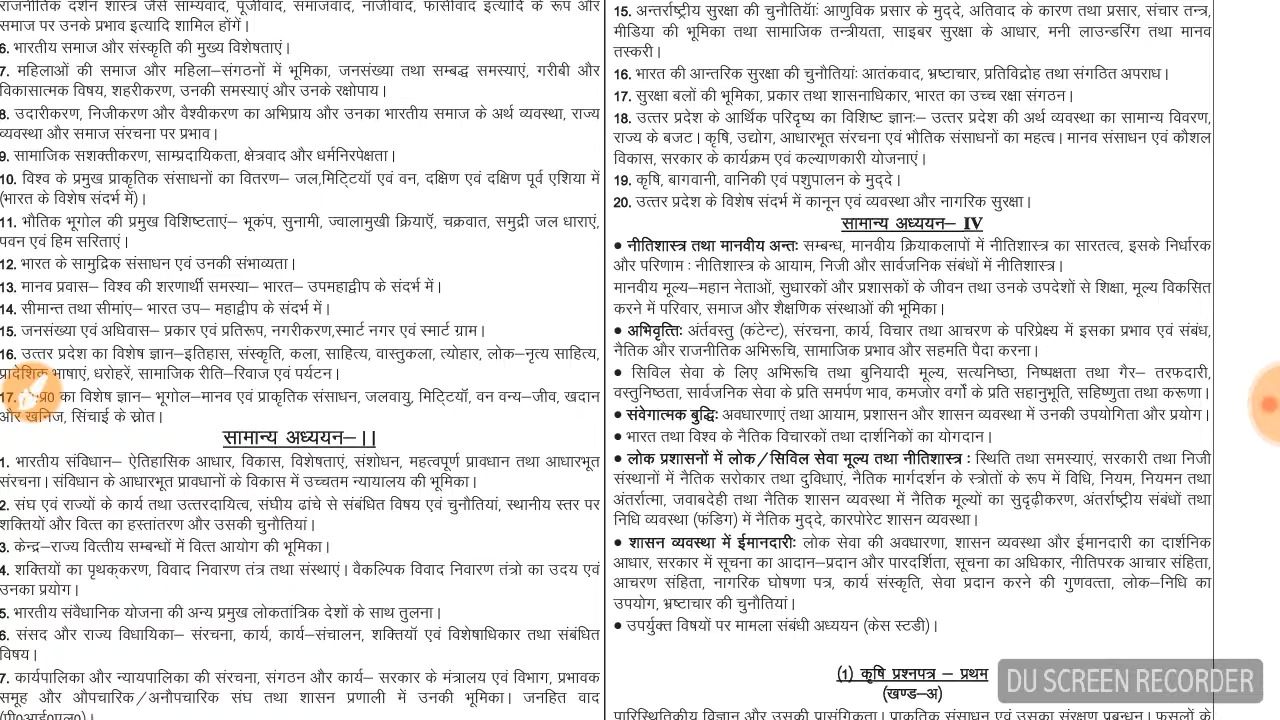 राजनीतिक दर्शन शास्त्र जैसे साम्यवाद, पूंजीवाद, समाजवाद, नाजीवाद, फासीवाद इत्यादि के रूप और
समाज पर उनके प्रभाव इत्यादि शामिल होंगें।
6. भारतीय समाज और संस्कृति की मुख्य विशेषताएं।
7. महिलाओं की समाज और महिला–संगठनों में भूमिका, जनसंख्या तथा सम्बद्ध समस्याएं, गरीबी और
विकासात्मक विषय, शहरीकरण, उनकी समस्याएं और उनके रक्षोपाय।
8. उदारीकरण, निजीकरण और वैश्वीकरण का अभिप्राय और उनका भारतीय समाज के अर्थ व्यवस्था, राज्य
व्यवस्था और समाज संरचना पर प्रभाव।
9. सामाजिक सशक्तीकरण, साम्प्रदायिकता, क्षेत्रवाद और धर्मनिरपेक्षता।
10. विश्व के प्रमुख प्राकृतिक संसाधनों का वितरण– जल,मिट्टियॉ एवं वन, दक्षिण एवं दक्षिण पूर्व एशिया में
(भारत के विशेष संदर्भ में)।
11. भौतिक भूगोल की प्रमुख विशिष्टताएं– भूकंप, सुनामी, ज्वालामुखी क्रियाऍ, चक्रवात, समुद्री जल धाराएं,
पवन एवं हिम सरिताएं।
12. भारत के सामुद्रिक संसाधन एवं उनकी संभाव्यता।
13. मानव प्रवास– विश्व की शरणार्थी समस्या– भारत– उपमहाद्वीप के संदर्भ में।
14. सीमान्त तथा सीमांए– भारत उप– महाद्वीप के संदर्भ में।
15. जनसंख्या एवं अधिवास– प्रकार एवं प्रतिरूप, नगरीकरण,स्मार्ट नगर एवं स्मार्ट ग्राम।
16. उत्तर प्रदेश का विशेष ज्ञान–इतिहास, संस्कृति, कला, साहित्य, वास्तुकला, त्योहार, लोक–नृत्य साहित्य,
प्रादेशिक भाषाएं, धरोहरें, सामाजिक रीति–रिवाज एवं पर्यटन।
17. प्र0 का विशेष ज्ञान– भूगोल–मानव एवं प्राकृतिक संसाधन, जलवायु, मिट्टियॉ, वन वन्य–जीव, खदान
और खनिज, सिंचाई के स्रोत।
सामान्य अध्ययन–।।
1. भारतीय संविधान– ऐतिहासिक आधार, विकास, विशेषताएं, संशोधन, महत्वपूर्ण प्रावधान तथा आधारभूत
संरचना। संविधान के आधारभूत प्रावधानों के विकास में उच्चतम न्यायालय की भूमिका।
2. संघ एवं राज्यों के कार्य तथा उत्तरदायित्व, संघीय ढांचे से संबंधित विषय एवं चुनौतियां, स्थानीय स्तर पर
शक्तियों और वित्त का हस्तांतरण और उसकी चुनौतियां।
3. केन्द्र–राज्य वित्तीय सम्बन्धों में वित्त आयोग की भूमिका।
4. शक्तियों का पृथक्करण, विवाद निवारण तंत्र तथा संस्थाएं। वैकल्पिक विवाद निवारण तंत्रो का उदय एवं
उनका प्रयोग।
5. भारतीय संवैधानिक योजना की अन्य प्रमुख लोकतांत्रिक देशों के साथ तुलना।
6. संसद और राज्य विधायिका– संरचना, कार्य, कार्य–संचालन, शक्तियॉ एवं विशेषाधिकार तथा संबंधित
विषय।
7. कार्यपालिका और न्यायपालिका की संरचना, संगठन और कार्य– सरकार के मंत्रालय एवं विभाग, प्रभावक
समूह और औपचारिक/अनौपचारिक संघ तथा शासन प्रणाली में उनकी भूमिका। जनहित वाद
(पी0आई0एल0)।
15. अन्तर्राष्ट्रीय सुरक्षा की चुनौतियॉः आणुविक प्रसार के मुद्दे, अतिवाद के कारण तथा प्रसार, संचार तन्त्र,
मीडिया की भूमिका तथा सामाजिक तन्त्रीयता, साइबर सुरक्षा के आधार, मनी लाउन्डरिंग तथा मानव
तस्करी।
16. भारत की आन्तरिक सुरक्षा की चुनौतियांः आतंकवाद, भ्रष्टाचार, प्रतिविद्रोह तथा संगठित अपराध।
17. सुरक्षा बलों की भूमिका, प्रकार तथा शासनाधिकार, भारत का उच्च रक्षा संगठन।
18. उत्तर प्रदेश के आर्थिक परिदृष्य का विशिष्ट ज्ञानः– उत्तर प्रदेश की अर्थ व्यवस्था का सामान्य विवरण,
राज्य के बजट। कृषि, उद्योग, आधारभूत संरचना एवं भौतिक संसाधनों का महत्व। मानव संसाधन एवं कौशल
विकास, सरकार के कार्यक्रम एवं कल्याणकारी योजनाएं।
19. कृषि, बागवानी, वानिकी एवं पशुपालन के मुद्दे।
20. उत्तर प्रदेश के विशेष संदर्भ में कानून एवं व्यवस्था और नागरिक सुरक्षा।
सामान्य अध्ययन– IV
● नीतिशास्त्र तथा मानवीय अन्तः सम्बन्ध, मानवीय क्रियाकलापों में नीतिशास्त्र का सारतत्व, इसके निर्धारक
और परिणाम : नीतिशास्त्र के आयाम, निजी और सार्वजनिक संबंधों में नीतिशास्त्र।
मानवीय मूल्य–महान नेताओं, सुधारकों और प्रशासकों के जीवन तथा उनके उपदेशों से शिक्षा, मूल्य विकसित
करने में परिवार, समाज और शैक्षणिक संस्थाओं की भूमिका।
● अभिवृत्तिः अंर्तवस्तु (कंटेन्ट), संरचना, कार्य, विचार तथा आचरण के परिप्रेक्ष्य में इसका प्रभाव एवं संबंध,
नैतिक और राजनीतिक अभिरूचि, सामाजिक प्रभाव और सहमति पैदा करना।
● सिविल सेवा के लिए अभिरूचि तथा बुनियादी मूल्य, सत्यनिष्ठा, निष्पक्षता तथा गैर– तरफदारी,
वस्तुनिष्ठता, सार्वजनिक सेवा के प्रति समर्पण भाव, कमजोर वर्गों के प्रति सहानुभूति, सहिष्णुता तथा करूणा।
● संवेगात्मक बुद्धिः अवधारणाएं तथा आयाम, प्रशासन और शासन व्यवस्था में उनकी उपयोगिता और प्रयोग।
● भारत तथा विश्व के नैतिक विचारकों तथा दार्शनिकों का योगदान।
● लोक प्रशासनों में लोक/सिविल सेवा मूल्य तथा नीतिशास्त्र : स्थिति तथा समस्याएं, सरकारी तथा निजी
संस्थानों में नैतिक सरोकार तथा दुविधाएं, नैतिक मार्गदर्शन के स्त्रोतों के रूप में विधि, नियम, नियमन तथा
अंतर्रात्मा, जवाबदेही तथा नैतिक शासन व्यवस्था में नैतिक मूल्यों का सुदृढ़ीकरण, अंतर्राष्ट्रीय संबंधों तथा
निधि व्यवस्था (फंडिग) में नैतिक मुद्दे, कारपोरेट शासन व्यवस्था।
● शासन व्यवस्था में ईमानदारीः लोक सेवा की अवधारणा, शासन व्यवस्था और ईमानदारी का दार्शनिक
आधार, सरकार में सूचना का आदान–प्रदान और पारदर्शिता, सूचना का अधिकार, नीतिपरक आचार संहिता,
आचरण संहिता, नागरिक घोषणा पत्र, कार्य संस्कृति, सेवा प्रदान करने की गुणवत्ता, लोक–निधि का
उपयोग, भ्रष्टाचार की चुनौतियां।
● उपर्युक्त विषयों पर मामला संबंधी अध्ययन (केस स्टडी)।
(1) कृषि प्रश्नपत्र – प्रथम
(खण्ड–अ)
DU SCREEN RECORDER
पारिस्थितिकीय विज्ञान और उसकी प्रासंगिकता। प्राकृतिक संसाधन एवं उसका संरक्षण प्रबन्धन। फसलों के